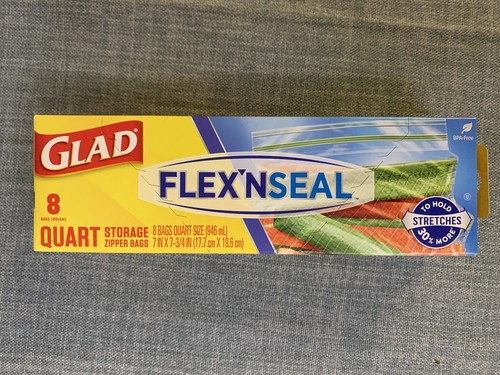 GLAD
FLEX'NSEAL
BPA-free
8
BAGS / BOLSAS
QUART STORAGE ZIPPER BAGS
8 BAGS QUART SIZE (946 mL)
7 IN X 7-3/4 IN (17.7 cm X 19.6 cm)
STRETCHES
TO HOLD
30% MORE